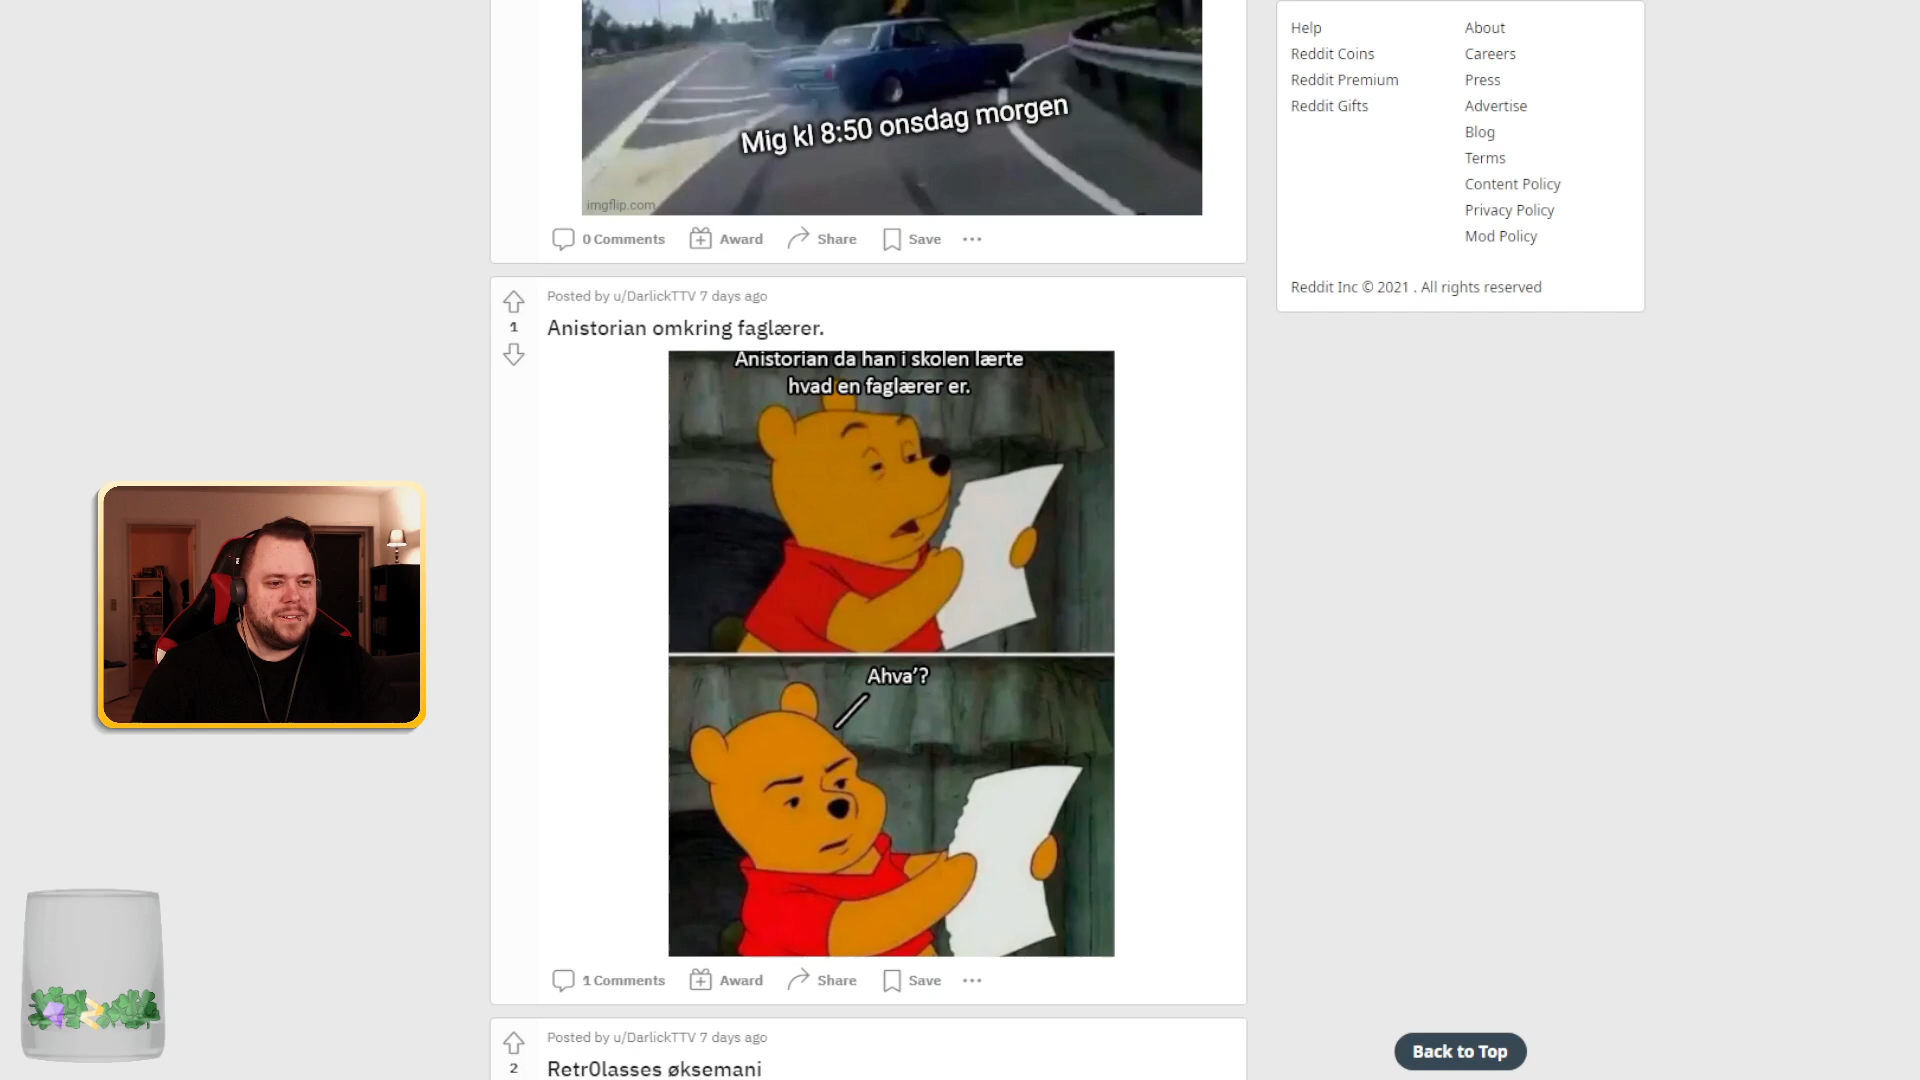 Mig kl 8:50 onsdag morgen
imgflip.com
0 Comments Award Share Save
Posted by u/DarlickTTV 7 days ago
1
Anistorian omkring faglærer.
Anistorian da han i skolen lærte
hvad en faglærer er.
Ahva'?
1 Comments Award Share Save
Posted by u/DarlickTTV 7 days ago
2
Retr0lasses øksemani
Help
Reddit Coins
Reddit Premium
Reddit Gifts
About
Careers
Press
Advertise
Blog
Terms
Content Policy
Privacy Policy
Mod Policy
Reddit Inc © 2021 . All rights reserved
Back to Top